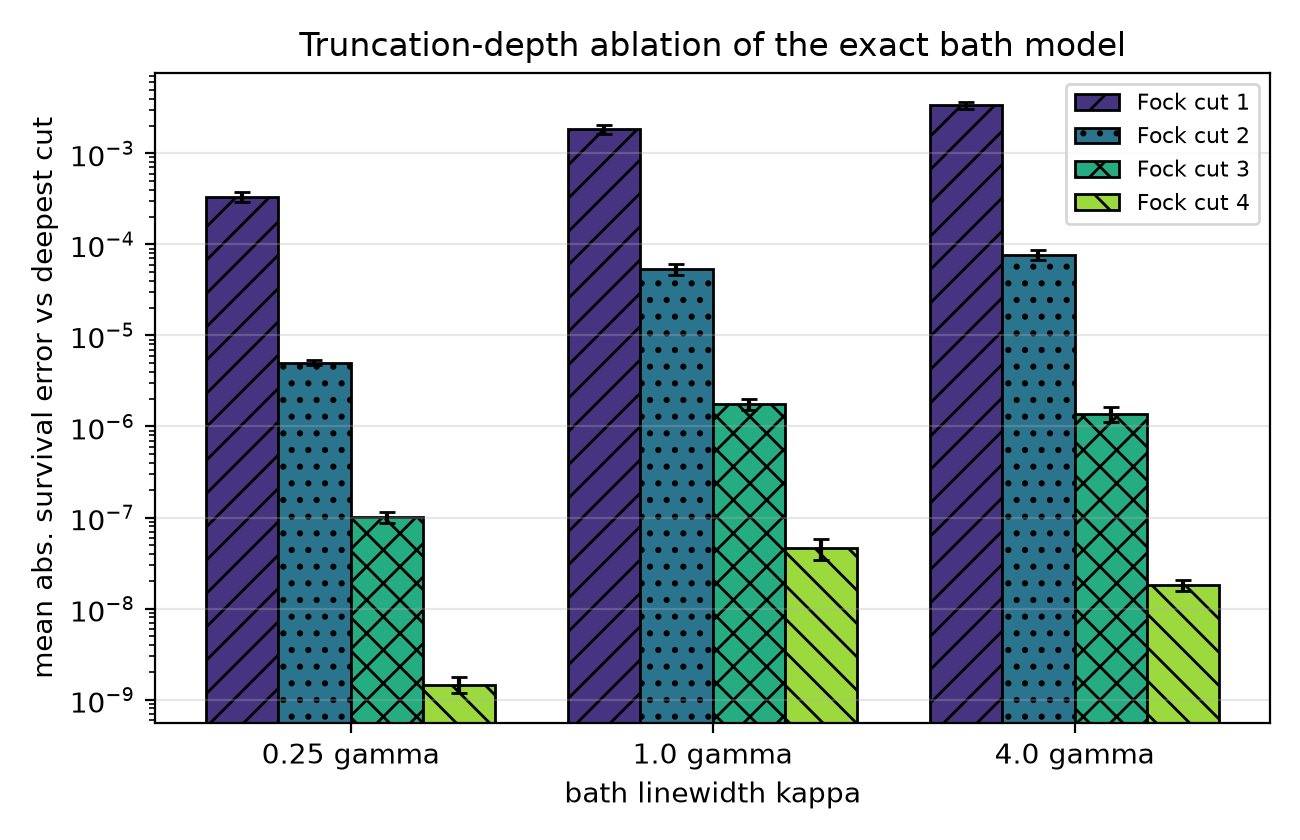 Truncation-depth ablation of the exact bath model
mean abs. survival error vs deepest cut
10⁻³
10⁻⁴
10⁻⁵
10⁻⁶
10⁻⁷
10⁻⁸
10⁻⁹
Fock cut 1
Fock cut 2
Fock cut 3
Fock cut 4
0.25 gamma
1.0 gamma
4.0 gamma
bath linewidth kappa